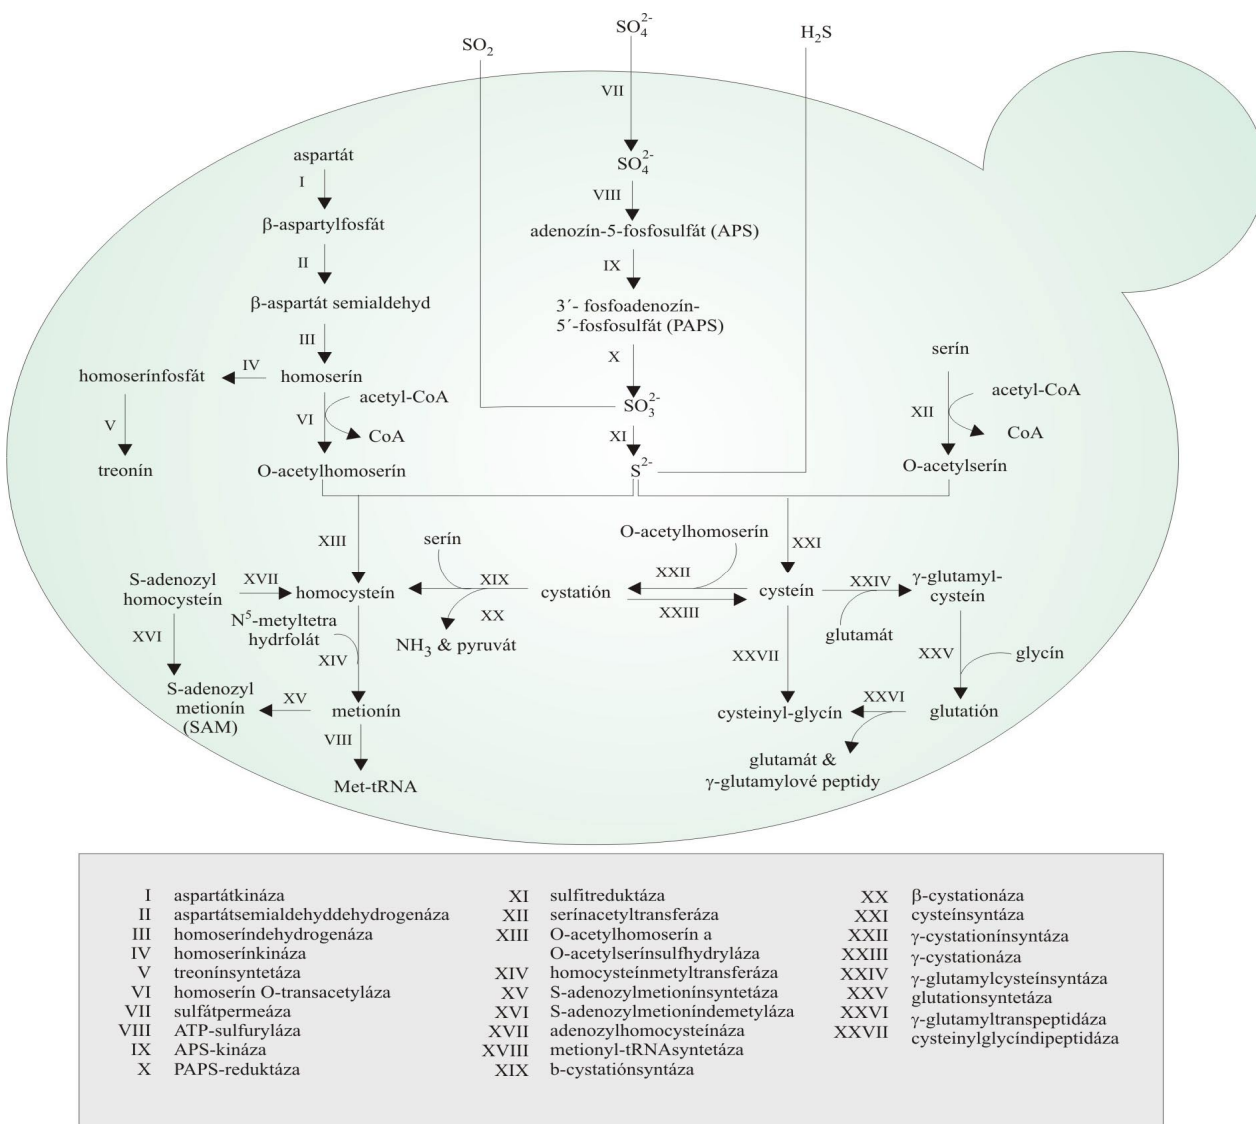 SO₂
SO₄²⁻
H₂S
VII
aspartát
SO₄²⁻
I
VIII
β-aspartylfosfát
adenozín-5-fosfosulfát (APS)
II
IX
β-aspartát semialdehyd
3´- fosfoadenozín-
5´-fosfosulfát (PAPS)
III
X
serín
homoserínfosfát
IV
homoserín
acetyl-CoA
acetyl-CoA
SO₃²⁻
V
VI
XII
CoA
XI
CoA
treonín
O-acetylhomoserín
S²⁻
O-acetylserín
XIII
serín
O-acetylhomoserín
XXI
S-adenozyl
homocysteín
XVII
homocysteín
XIX
cystatión
XXII
cysteín
XXIV
γ-glutamyl-
cysteín
XX
XXIII
N⁵-metyltetra
hydrfolát
XVI
NH₃ & pyruvát
glutamát
XIV
XXVII
XXV
glycín
S-adenozyl
metionín
(SAM)
XV
metionín
cysteinyl-glycín
XXVI
glutatión
VIII
Met-tRNA
glutamát &
γ-glutamylové peptidy
I aspartátkináza
II aspartátsemialdehyddehydrogenáza
III homoseríndehydrogenáza
IV homoserínkináza
V treonínsyntetáza
VI homoserín O-transacetyláza
VII sulfátpermeáza
VIII ATP-sulfuryláza
IX APS-kináza
X PAPS-reduktáza
XI sulfitreduktáza
XII serínacetyltransferáza
XIII O-acetylhomoserín a
O-acetylserínsulfhydryláza
XIV homocysteínmetyltransferáza
XV S-adenozylmetionínsyntetáza
XVI S-adenozylmetioníndemetyláza
XVII adenozylhomocysteináza
XVIII metionyl-tRNAsyntetáza
XIX b-cystatiónsyntáza
XX β-cystationáza
XXI cysteínsyntáza
XXII γ-cystationínsyntáza
XXIII γ-cystationáza
XXIV γ-glutamylcysteínsyntáza
XXV glutationsyntetáza
XXVI γ-glutamyltranspeptidáza
XXVII cysteinylglycíndipeptidáza